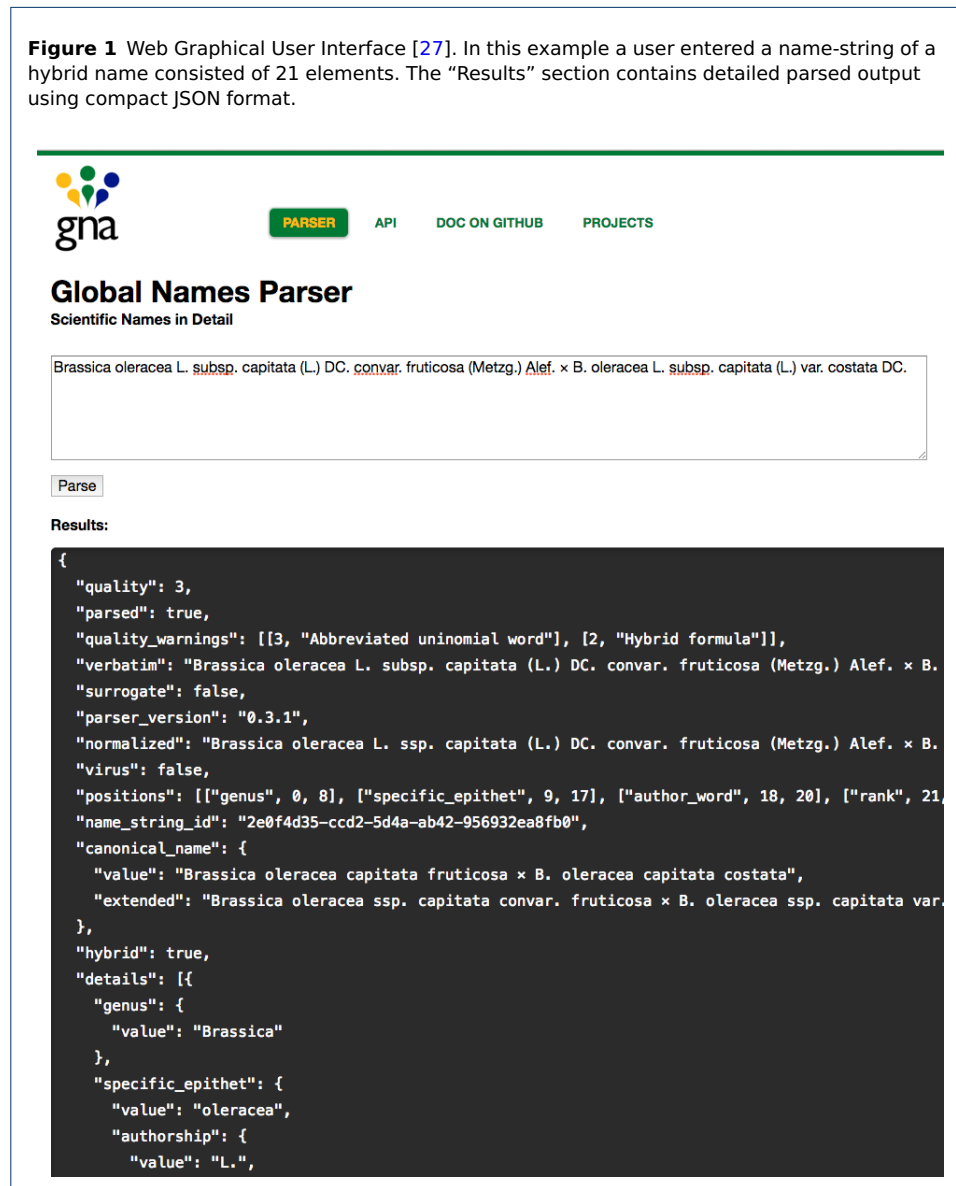 Figure 1 Web Graphical User Interface [27]. In this example a user entered a name-string of a
hybrid name consisted of 21 elements. The “Results” section contains detailed parsed output
using compact JSON format.
gna
PARSER API DOC ON GITHUB PROJECTS
Global Names Parser
Scientific Names in Detail
Brassica oleracea L. subsp. capitata (L.) DC. convar. fruticosa (Metzg.) Alef. × B. oleracea L. subsp. capitata (L.) var. costata DC.
Parse
Results:
{
"quality": 3,
"parsed": true,
"quality_warnings": [[3, "Abbreviated uninomial word"], [2, "Hybrid formula"]],
"verbatim": "Brassica oleracea L. subsp. capitata (L.) DC. convar. fruticosa (Metzg.) Alef. × B.
"surrogate": false,
"parser_version": "0.3.1",
"normalized": "Brassica oleracea L. ssp. capitata (L.) DC. convar. fruticosa (Metzg.) Alef. × B.
"virus": false,
"positions": [["genus", 0, 8], ["specific_epithet", 9, 17], ["author_word", 18, 20], ["rank", 21,
"name_string_id": "2e0f4d35-ccd2-5d4a-ab42-956932ea8fb0",
"canonical_name": {
"value": "Brassica oleracea capitata fruticosa × B. oleracea capitata costata",
"extended": "Brassica oleracea ssp. capitata convar. fruticosa × B. oleracea ssp. capitata var.
},
"hybrid": true,
"details": [{
"genus": {
"value": "Brassica"
},
"specific_epithet": {
"value": "oleracea",
"authorship": {
"value": "L.",